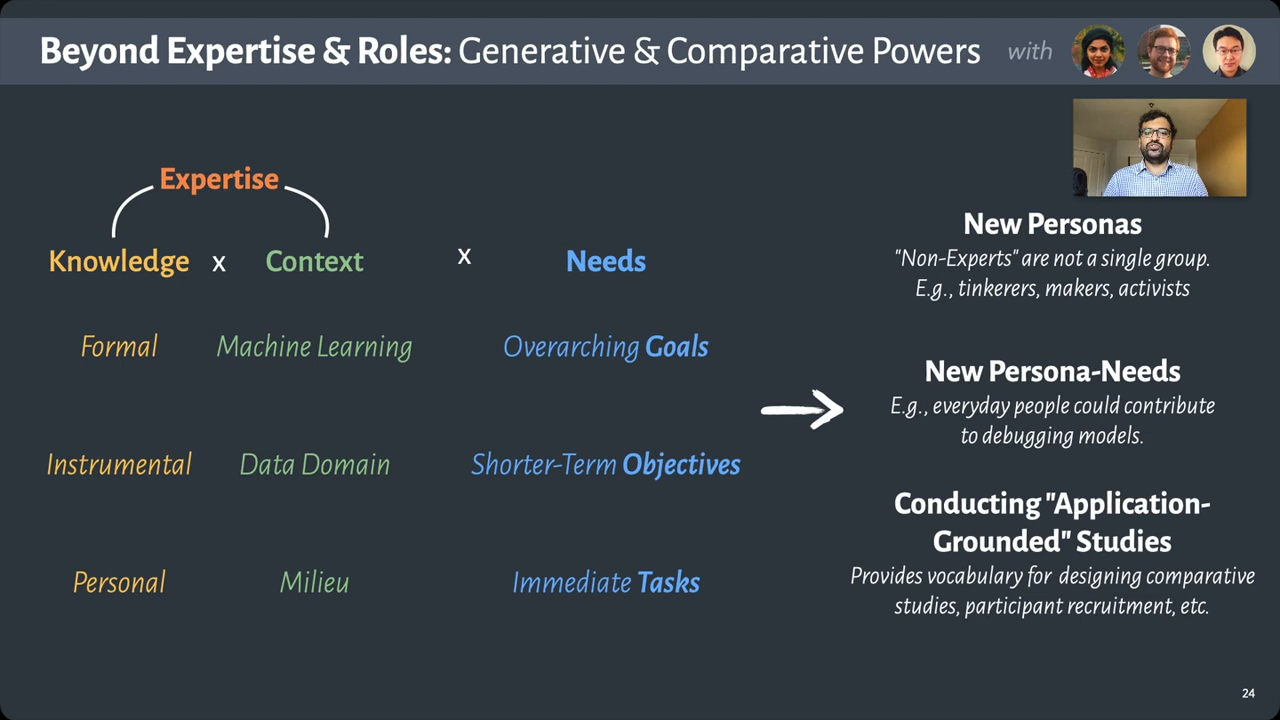 Beyond Expertise & Roles: Generative & Comparative Powers with
Expertise
Knowledge x Context x Needs
Formal Machine Learning Overarching Goals
Instrumental Data Domain Shorter-Term Objectives
Personal Milieu Immediate Tasks
New Personas
"Non-Experts" are not a single group.
E.g., tinkerers, makers, activists
New Persona-Needs
E.g., everyday people could contribute
to debugging models.
Conducting "Application-
Grounded" Studies
Provides vocabulary for designing comparative
studies, participant recruitment, etc.
24